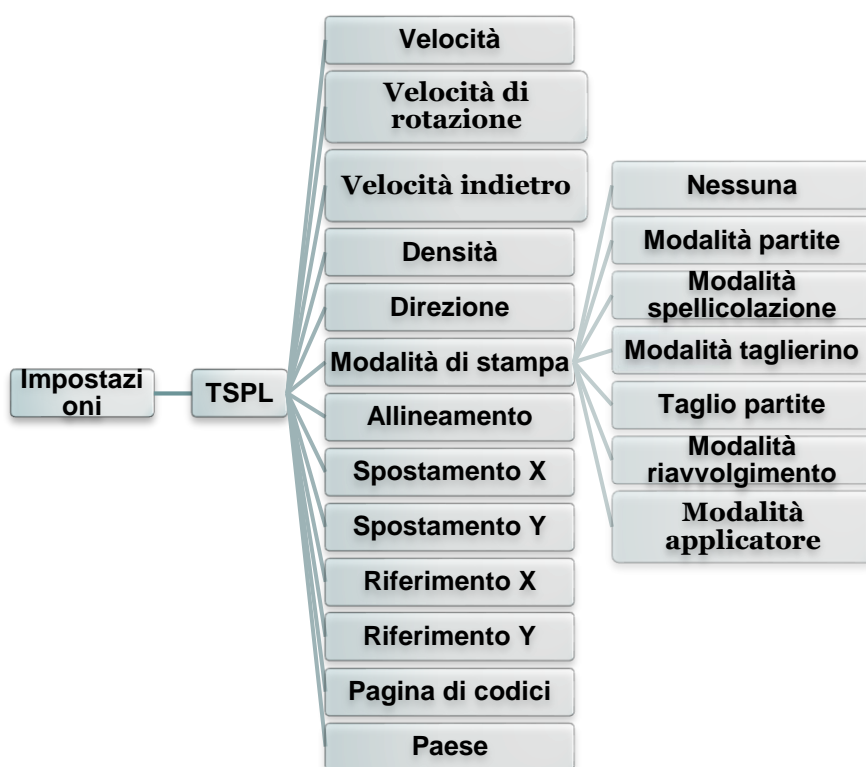 Impostazi
oni
TSPL
Velocità
Velocità di
rotazione
Velocità indietro
Densità
Direzione
Modalità di stampa
Allineamento
Spostamento X
Spostamento Y
Riferimento X
Riferimento Y
Pagina di codici
Paese
Nessuna
Modalità partite
Modalità
spellicolazione
Modalità taglierino
Taglio partite
Modalità
riavvolgimento
Modalità
applicatore